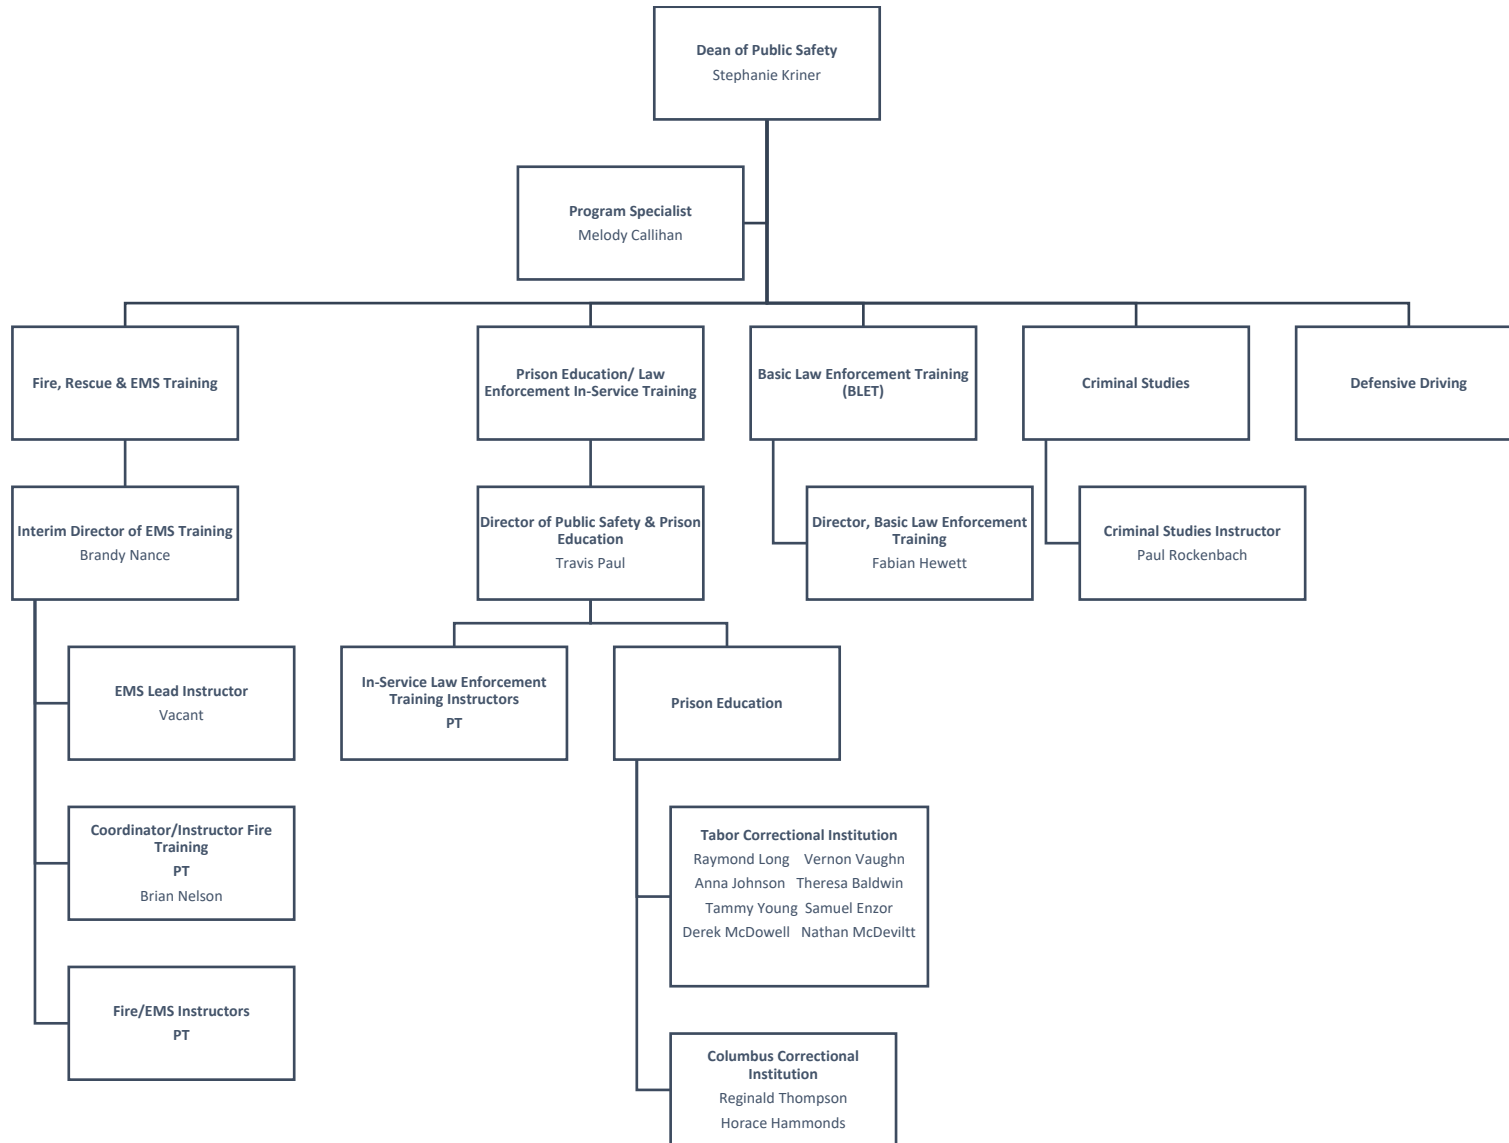 Dean of Public Safety
Stephanie Kriner
Program Specialist
Melody Callihan
Fire, Rescue & EMS Training
Prison Education/ Law
Enforcement In-Service Training
Basic Law Enforcement Training
(BLET)
Criminal Studies
Defensive Driving
Interim Director of EMS Training
Brandy Nance
Director of Public Safety & Prison
Education
Travis Paul
Director, Basic Law Enforcement
Training
Fabian Hewett
Criminal Studies Instructor
Paul Rockenbach
EMS Lead Instructor
Vacant
In-Service Law Enforcement
Training Instructors
PT
Prison Education
Coordinator/Instructor Fire
Training
PT
Brian Nelson
Tabor Correctional Institution
Raymond Long Vernon Vaughn
Anna Johnson Theresa Baldwin
Tammy Young Samuel Enzor
Derek McDowell Nathan McDeviltt
Fire/EMS Instructors
PT
Columbus Correctional
Institution
Reginald Thompson
Horace Hammonds